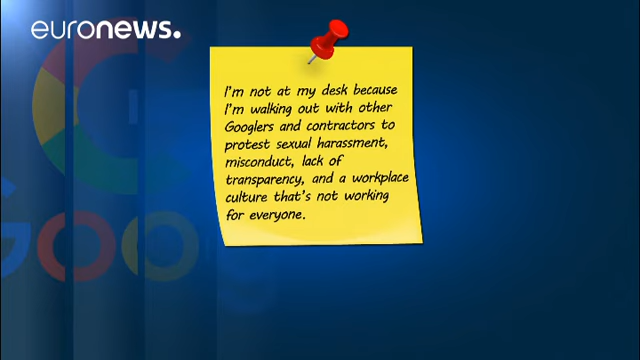 euronews.
I'm not at my desk because
I'm walking out with other
Googlers and contractors to
protest sexual harassment,
misconduct, lack of
transparency, and a workplace
culture that's not working
for everyone.
Goog